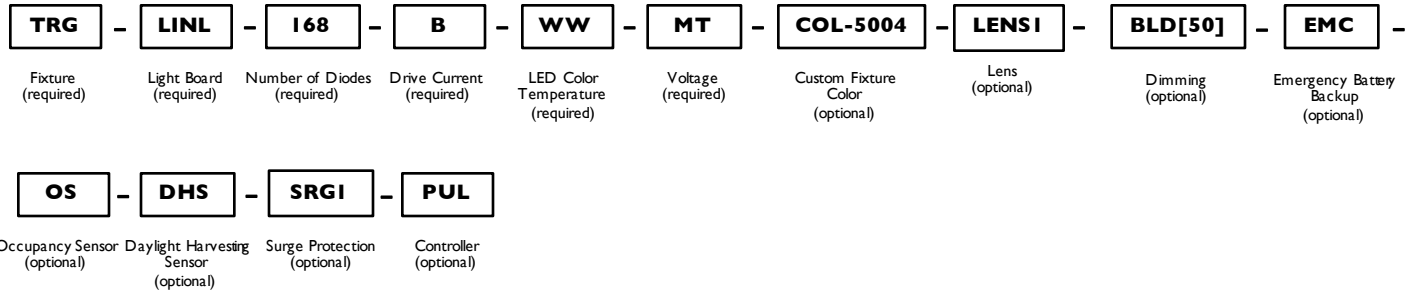 TRG – LINL – 168 – B – WW – MT – COL-5004 – LENS1 – BLD[50] – EMC –
Fixture Light Board Number of Diodes Drive Current LED Color Voltage Custom Fixture Lens Dimming Emergency Battery
(required) (required) (required) (required) Temperature (required) Color (optional) (optional) Backup
(required) (optional) (optional)
OS – DHS – SRG1 – PUL
Occupancy Sensor Daylight Harvesting Surge Protection Controller
(optional) Sensor (optional) (optional)
(optional)